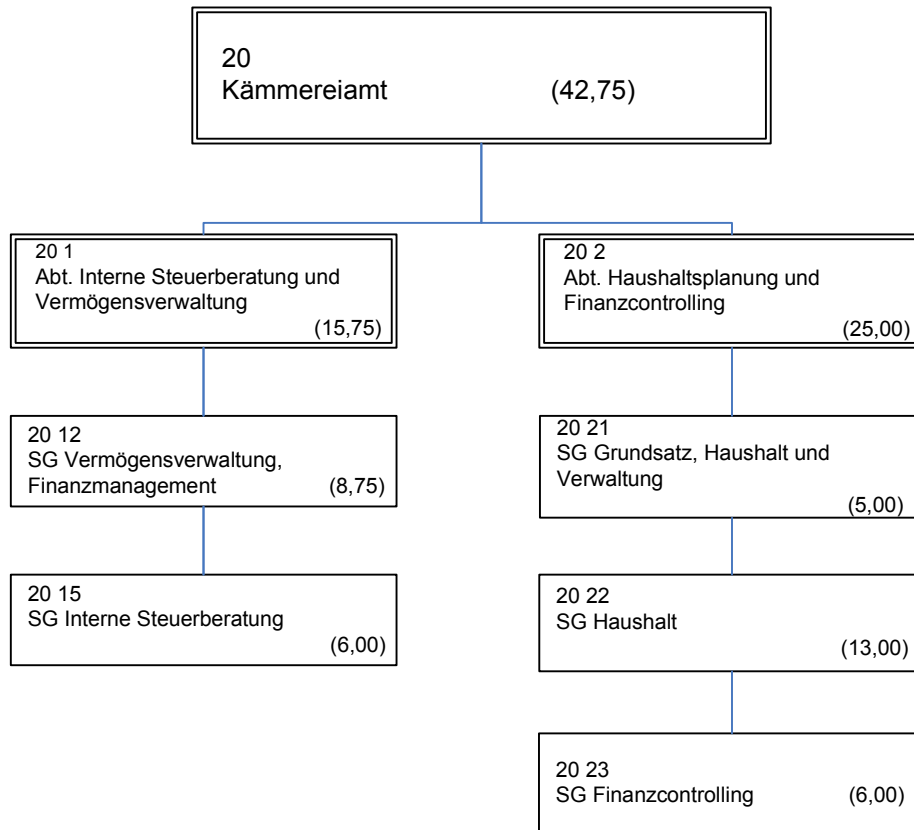 20
Kämmereiamt (42,75)
20 1
Abt. Interne Steuerberatung und
Vermögensverwaltung
(15,75)
20 12
SG Vermögensverwaltung,
Finanzmanagement (8,75)
20 15
SG Interne Steuerberatung
(6,00)
20 2
Abt. Haushaltsplanung und
Finanzcontrolling
(25,00)
20 21
SG Grundsatz, Haushalt und
Verwaltung
(5,00)
20 22
SG Haushalt
(13,00)
20 23
SG Finanzcontrolling (6,00)